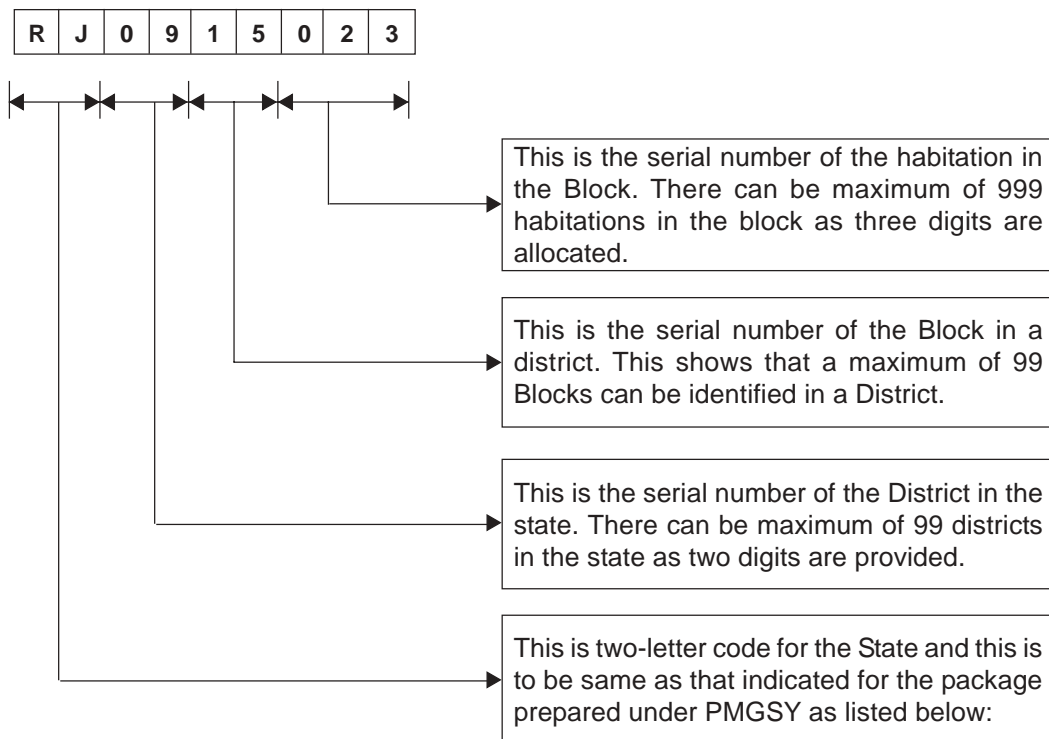 R J 0 9 1 5 0 2 3
This is the serial number of the habitation in
the Block. There can be maximum of 999
habitations in the block as three digits are
allocated.
This is the serial number of the Block in a
district. This shows that a maximum of 99
Blocks can be identified in a District.
This is the serial number of the District in the
state. There can be maximum of 99 districts
in the state as two digits are provided.
This is two-letter code for the State and this is
to be same as that indicated for the package
prepared under PMGSY as listed below: